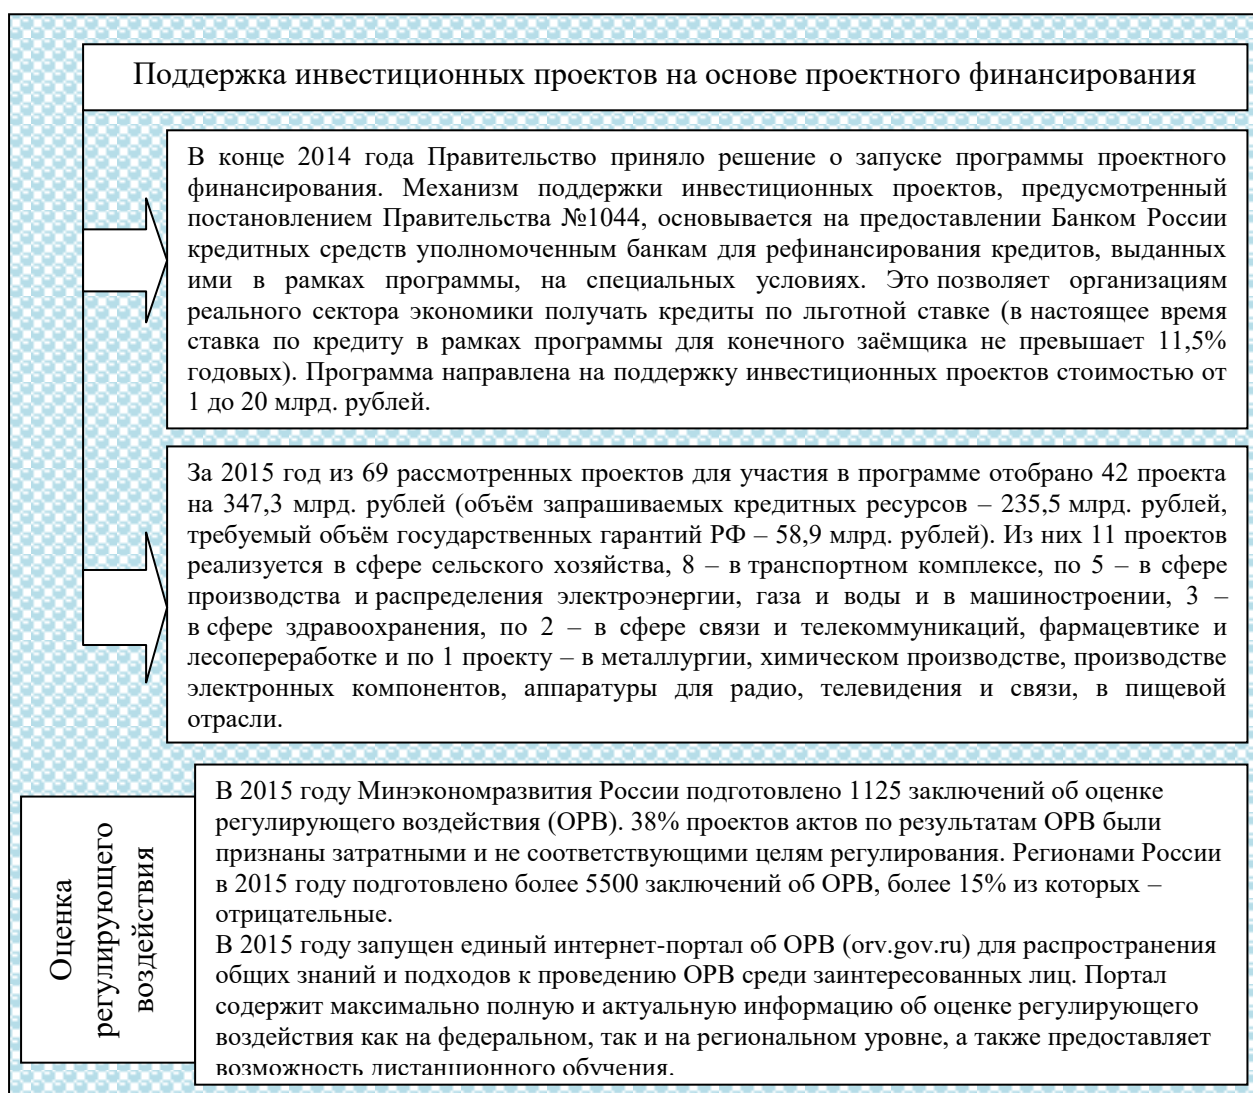 Поддержка инвестиционных проектов на основе проектного финансирования
В конце 2014 года Правительство приняло решение о запуске программы проектного
финансирования. Механизм поддержки инвестиционных проектов, предусмотренный
постановлением Правительства №1044, основывается на предоставлении Банком России
кредитных средств уполномоченным банкам для рефинансирования кредитов, выданных
ими в рамках программы, на специальных условиях. Это позволяет организациям
реального сектора экономики получать кредиты по льготной ставке (в настоящее время
ставка по кредиту в рамках программы для конечного заёмщика не превышает 11,5%
годовых). Программа направлена на поддержку инвестиционных проектов стоимостью от
1 до 20 млрд. рублей.
За 2015 год из 69 рассмотренных проектов для участия в программе отобрано 42 проекта
на 347,3 млрд. рублей (объём запрашиваемых кредитных ресурсов – 235,5 млрд. рублей,
требуемый объём государственных гарантий РФ – 58,9 млрд. рублей). Из них 11 проектов
реализуется в сфере сельского хозяйства, 8 – в транспортном комплексе, по 5 – в сфере
производства и распределения электроэнергии, газа и воды и в машиностроении, 3 –
в сфере здравоохранения, по 2 – в сфере связи и телекоммуникаций, фармацевтике и
лесопереработке и по 1 проекту – в металлургии, химическом производстве, производстве
электронных компонентов, аппаратуры для радио, телевидения и связи, в пищевой
отрасли.
Оценка
регулирующего
воздействия
В 2015 году Минэкономразвития России подготовлено 1125 заключений об оценке
регулирующего воздействия (ОРВ). 38% проектов актов по результатам ОРВ были
признаны затратными и не соответствующими целям регулирования. Регионами России
в 2015 году подготовлено более 5500 заключений об ОРВ, более 15% из которых –
отрицательные.
В 2015 году запущен единый интернет-портал об ОРВ (orv.gov.ru) для распространения
общих знаний и подходов к проведению ОРВ среди заинтересованных лиц. Портал
содержит максимально полную и актуальную информацию об оценке регулирующего
воздействия как на федеральном, так и на региональном уровне, а также предоставляет
возможность дистанционного обучения.